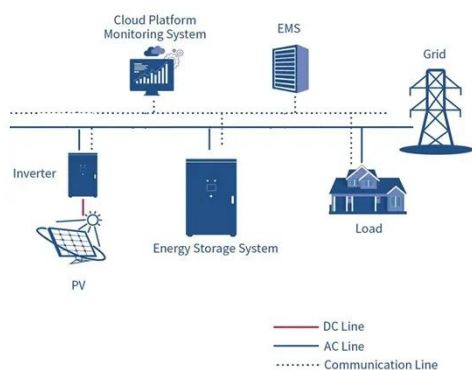 Cloud Platform
Monitoring System
EMS
Grid
Inverter
Energy Storage System
Load
PV
DC Line
AC Line
Communication Line